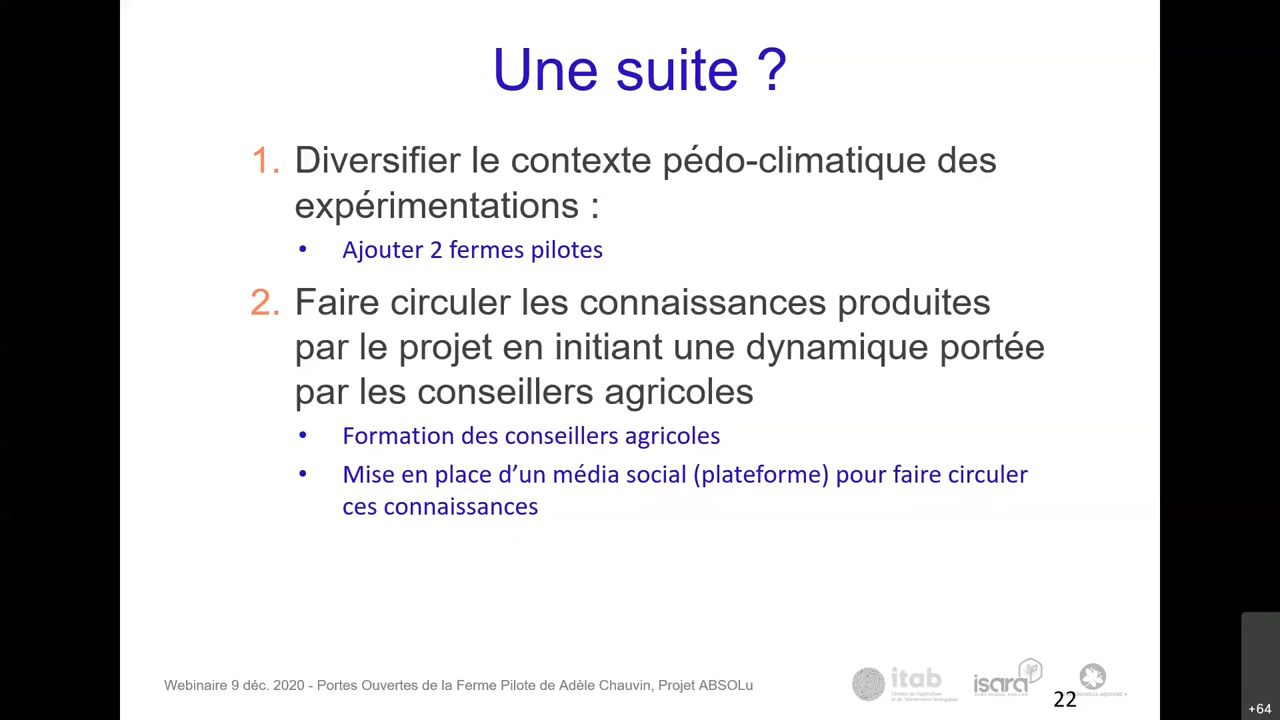 Une suite ?
1. Diversifier le contexte pédo-climatique des
expérimentations :
• Ajouter 2 fermes pilotes
2. Faire circuler les connaissances produites
par le projet en initiant une dynamique portée
par les conseillers agricoles
• Formation des conseillers agricoles
• Mise en place d’un média social (plateforme) pour faire circuler
ces connaissances
Webinaire 9 déc. 2020 - Portes Ouvertes de la Ferme Pilote de Adèle Chauvin, Projet ABSOLu
itab
isara
22
+64